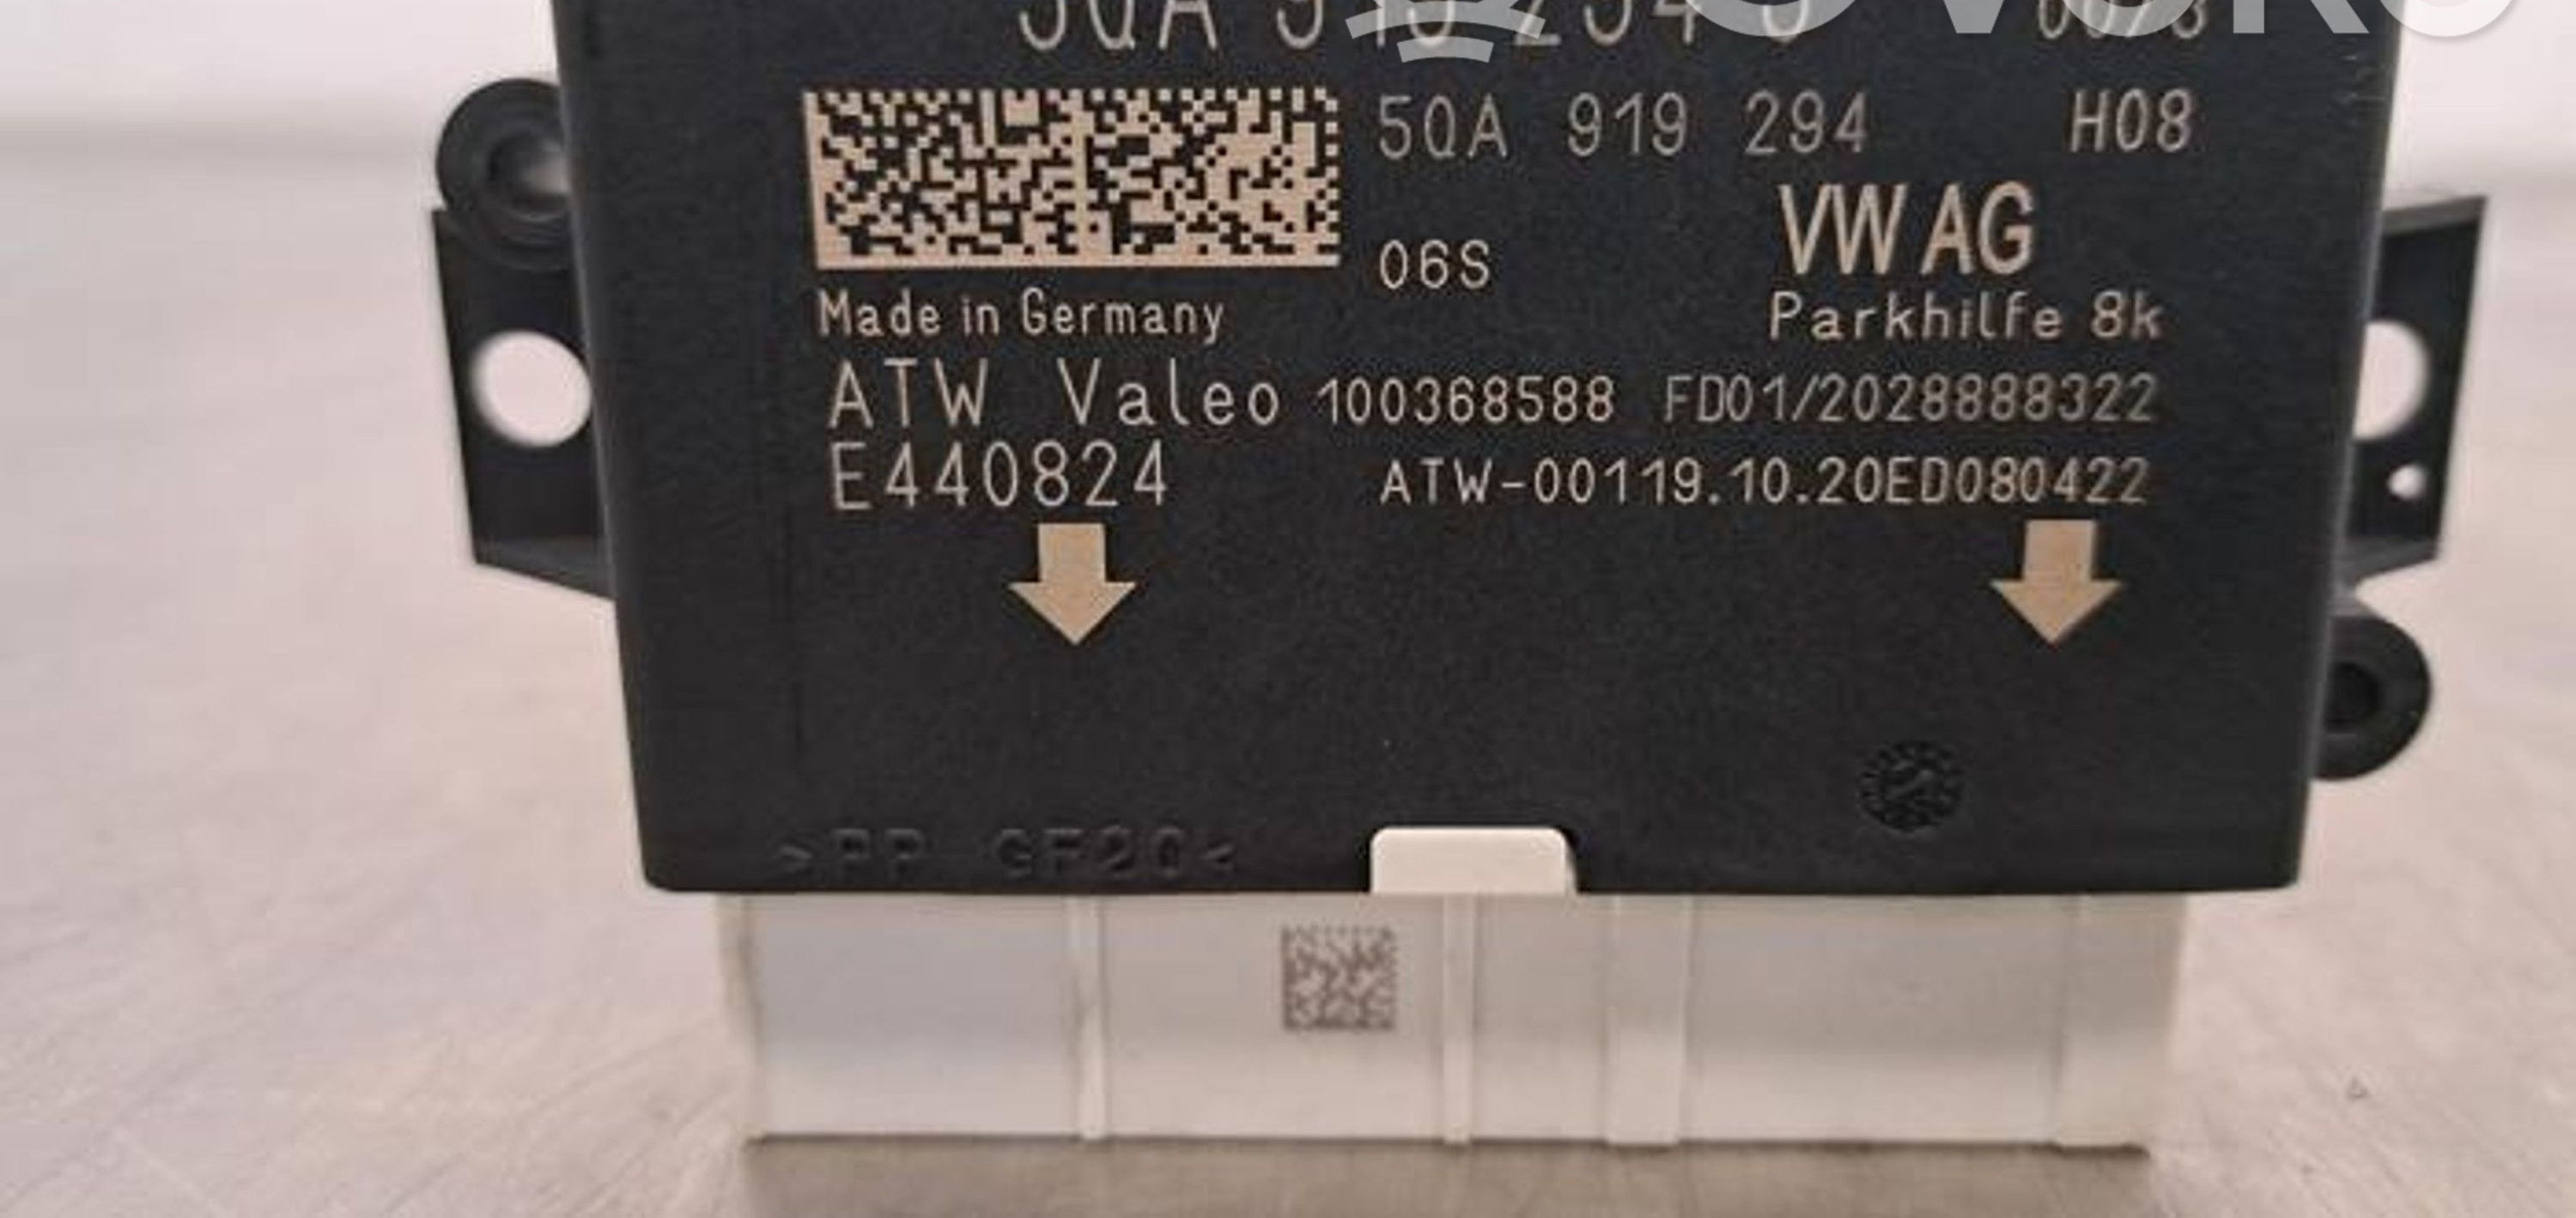 5QA 919 294 H08
06S VW AG
Made in Germany Parkhilfe 8k
ATW Valeo 100368588 FD01/2028888322
E440824 ATW-00119.10.20ED080422
>PP GF20<